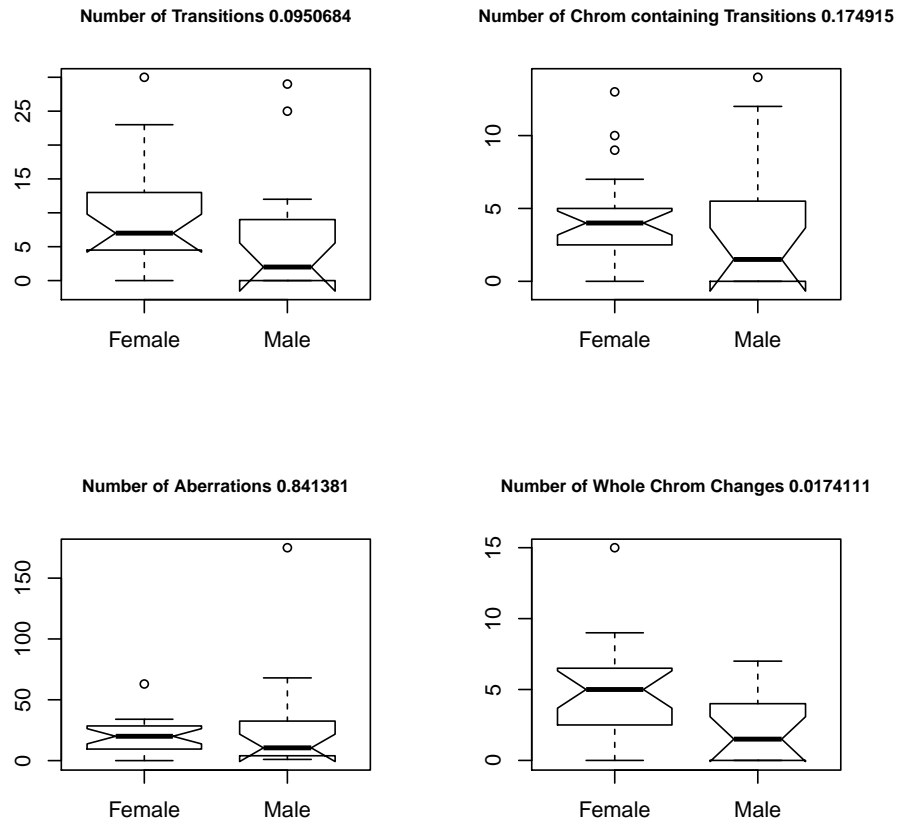 Number of Transitions 0.0950684
25
15
5
0
Female Male
Number of Chrom containing Transitions 0.174915
10
5
0
Female Male
Number of Aberrations 0.841381
150
100
50
0
Female Male
Number of Whole Chrom Changes 0.0174111
15
10
5
0
Female Male